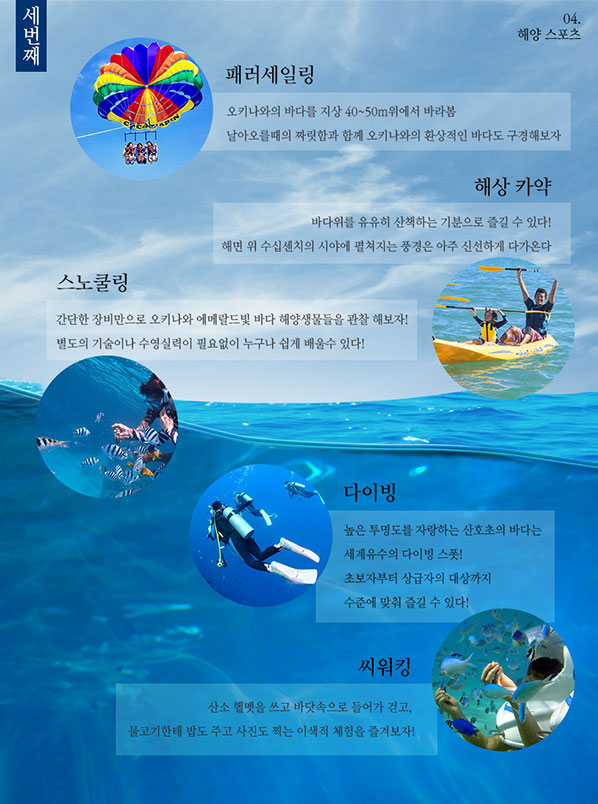 세번째
04.
해양 스포츠
패러세일링
오키나와의 바다를 지상 40~50m위에서 바라봄
날아오를때의 짜릿함과 함께 오키나와의 환상적인 바다도 구경해보자
해상 카약
바다위를 유유히 산책하는 기분으로 즐길 수 있다!
해면 위 수십센치의 시야에 펼쳐지는 풍경은 아주 신선하게 다가온다
스노쿨링
간단한 장비만으로 오키나와 에메랄드빛 바다 해양생물들을 관찰 해보자!
별도의 기술이나 수영실력이 필요없이 누구나 쉽게 배울수 있다!
다이빙
높은 투명도를 자랑하는 산호초의 바다는
세계유수의 다이빙 스폿!
초보자부터 상급자의 대상까지
수준에 맞춰 즐길 수 있다!
씨워킹
산소 헬멧을 쓰고 바닷속으로 들어가 걷고,
물고기한테 밥도 주고 사진도 찍는 이색적 체험을 즐겨보자!